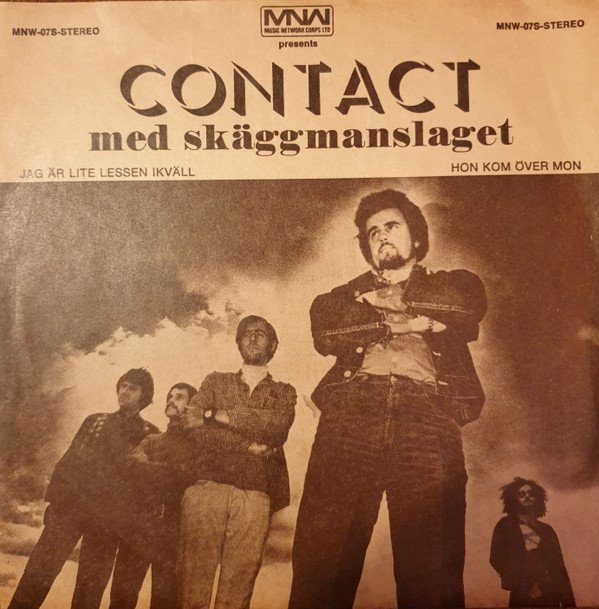 MNW-07S-STEREO
MNW
MUSIC NETWORK CORPS LTD
presents
MNW-07S-STEREO
CONTACT
med skäggmanslaget
JAG ÄR LITE LESSEN IKVÄLL
HON KOM ÖVER MON